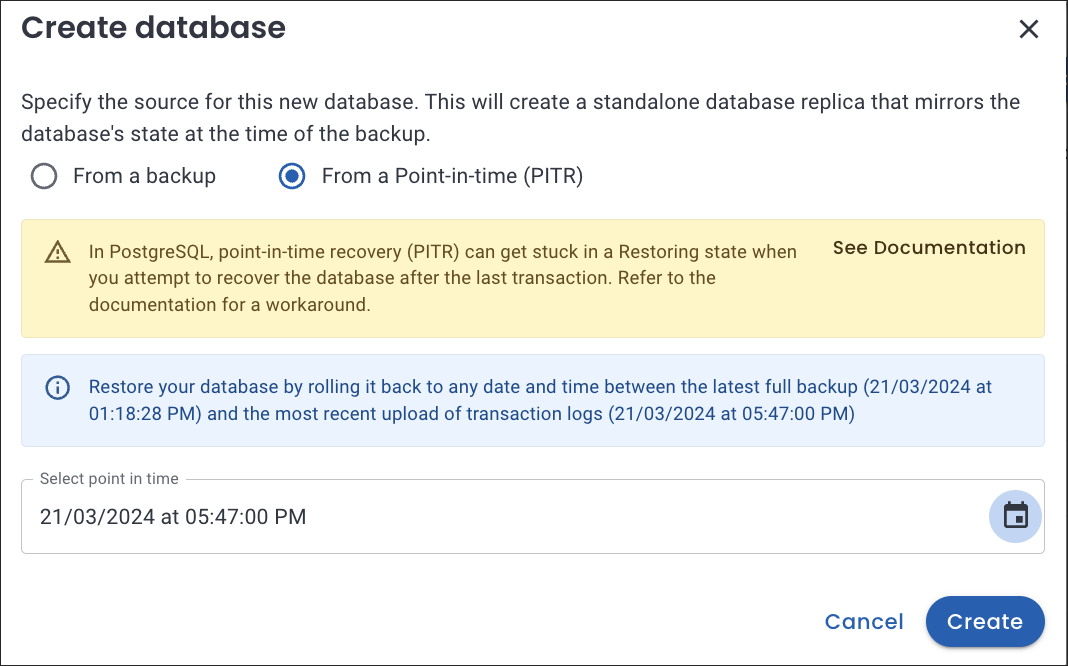 Create database
Specify the source for this new database. This will create a standalone database replica that mirrors the
database's state at the time of the backup.
From a backup
From a Point-in-time (PITR)
In PostgreSQL, point-in-time recovery (PITR) can get stuck in a Restoring state when
you attempt to recover the database after the last transaction. Refer to the
documentation for a workaround.
See Documentation
Restore your database by rolling it back to any date and time between the latest full backup (21/03/2024 at
01:18:28 PM) and the most recent upload of transaction logs (21/03/2024 at 05:47:00 PM)
Select point in time
21/03/2024 at 05:47:00 PM
Cancel
Create